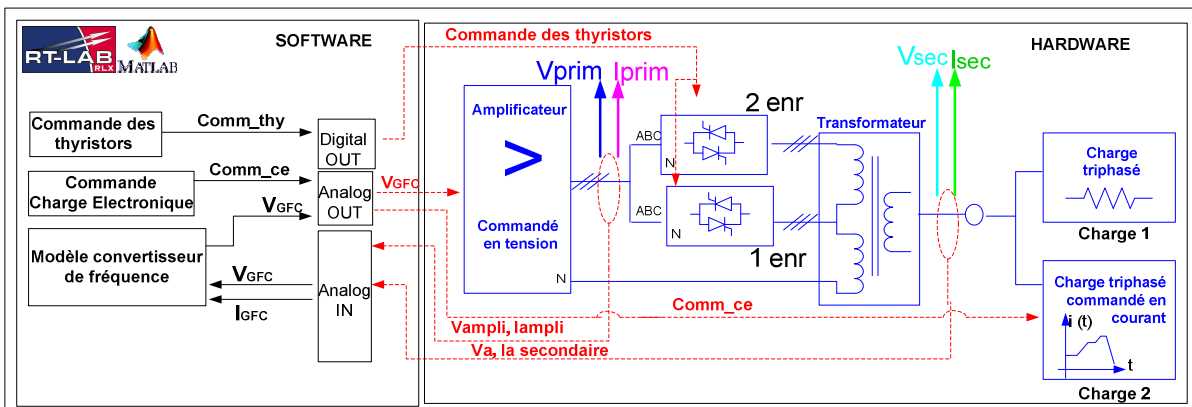 RT-LAB
RLX
MATLAB
SOFTWARE
Commande des
thyristors
Comm_thy
Digital
OUT
Commande
Charge Electronique
Comm_ce
Analog
OUT
VGFC
Modèle convertisseur
de fréquence
VGFC
IGFC
Analog
IN
HARDWARE
Commande des thyristors
VGFC
Amplificateur
>
Commandé
en tension
N
Vprim
Iprim
ABC
N
2 enr
ABC
N
1 enr
Transformateur
Vsec
Isec
Charge
triphasé
Charge 1
Charge triphasé
commandé en
courant
i (t)
t
Charge 2
Comm_ce
Vampli, Iampli
Va, Ia secondaire